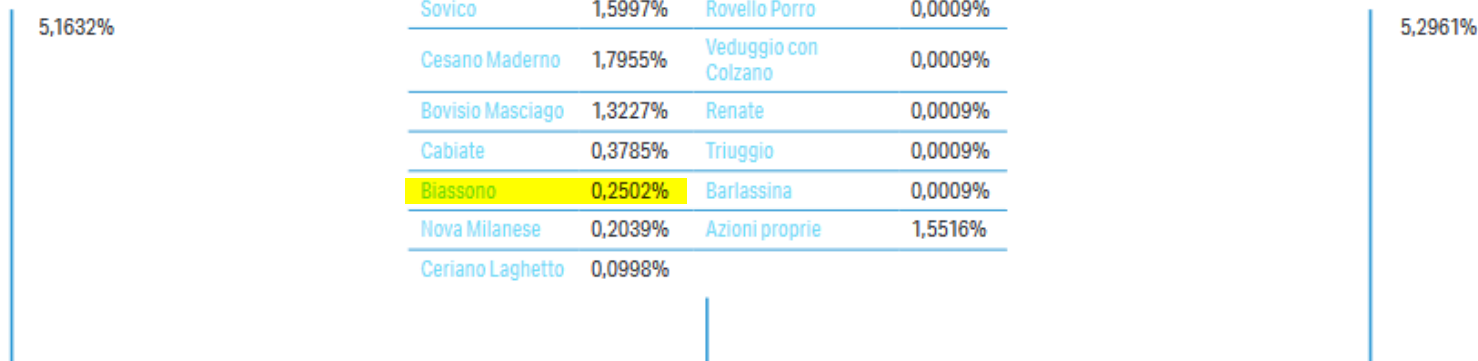 5,1632%
Sovico 1,5997% Rovello Porro 0,0009%
Cesano Maderno 1,7955% Veduggio con Colzano 0,0009%
Bovisio Masciago 1,3227% Renate 0,0009%
Cabiate 0,3785% Triuggio 0,0009%
Biassono 0,2502% Barlassina 0,0009%
Nova Milanese 0,2039% Azioni proprie 1,5516%
Ceriano Laghetto 0,0998%
5,2961%